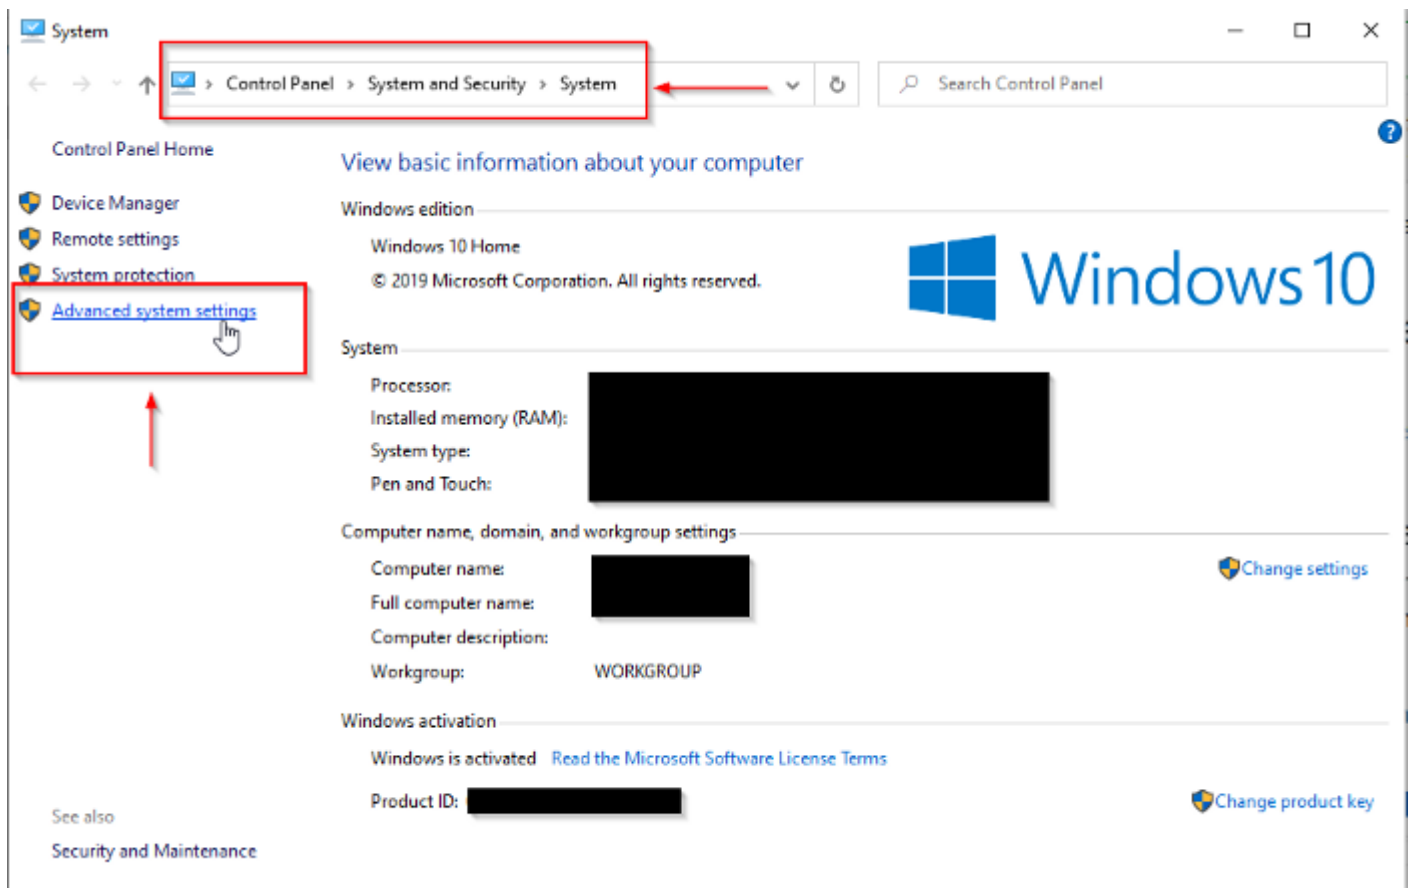 System
Control Panel > System and Security > System
Search Control Panel
?
Control Panel Home
Device Manager
Remote settings
System protection
Advanced system settings
View basic information about your computer
Windows edition
Windows 10 Home
© 2019 Microsoft Corporation. All rights reserved.
Windows 10
System
Processor:
Installed memory (RAM):
System type:
Pen and Touch:
Computer name, domain, and workgroup settings
Computer name:
Change settings
Full computer name:
Computer description:
Workgroup: WORKGROUP
Windows activation
Windows is activated Read the Microsoft Software License Terms
Product ID:
Change product key
See also
Security and Maintenance